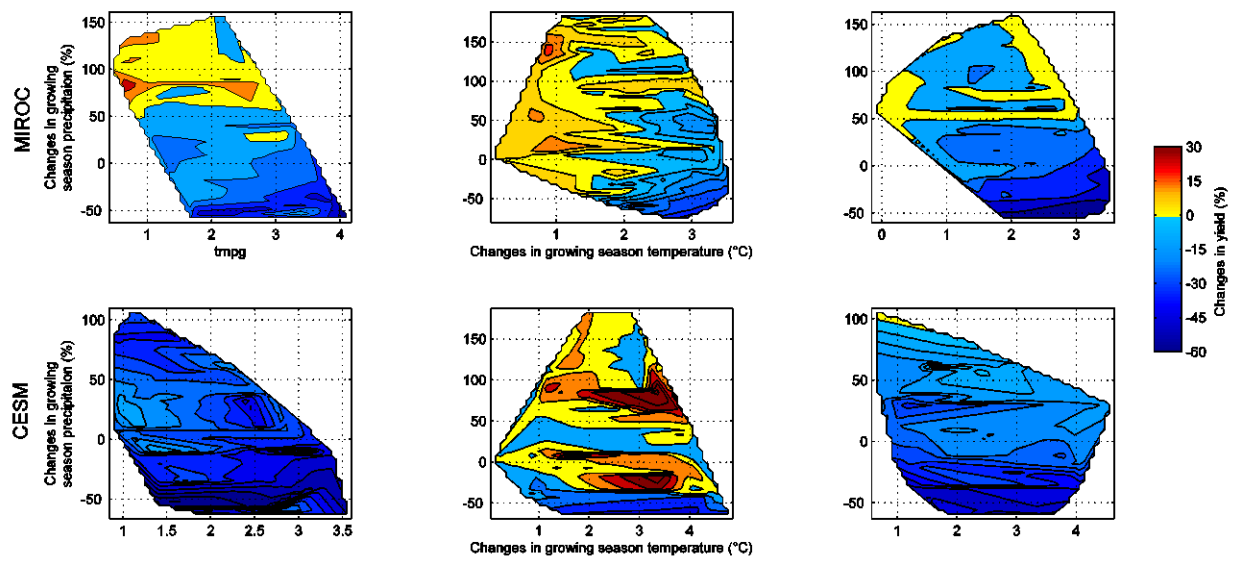 MIROC
Changes in growing
season precipitaion (%)
150
100
50
0
-50
1 2 3 4
tmpg
150
100
50
0
-50
1 2 3
Changes in growing season temperature (°C)
150
100
50
0
-50
0 1 2 3
30
15
0
-15
-30
-45
-60
Changes in yield (%)
CESM
Changes in growing
season precipitaion (%)
100
50
0
-50
1 1.5 2 2.5 3 3.5
150
100
50
0
-50
1 2 3 4
Changes in growing season temperature (°C)
100
50
0
-50
1 2 3 4